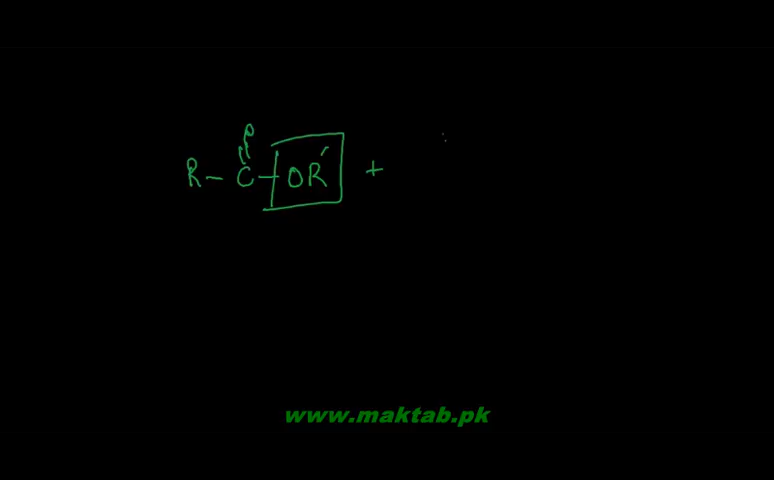 O
R – C – OR′ +
www.maktab.pk